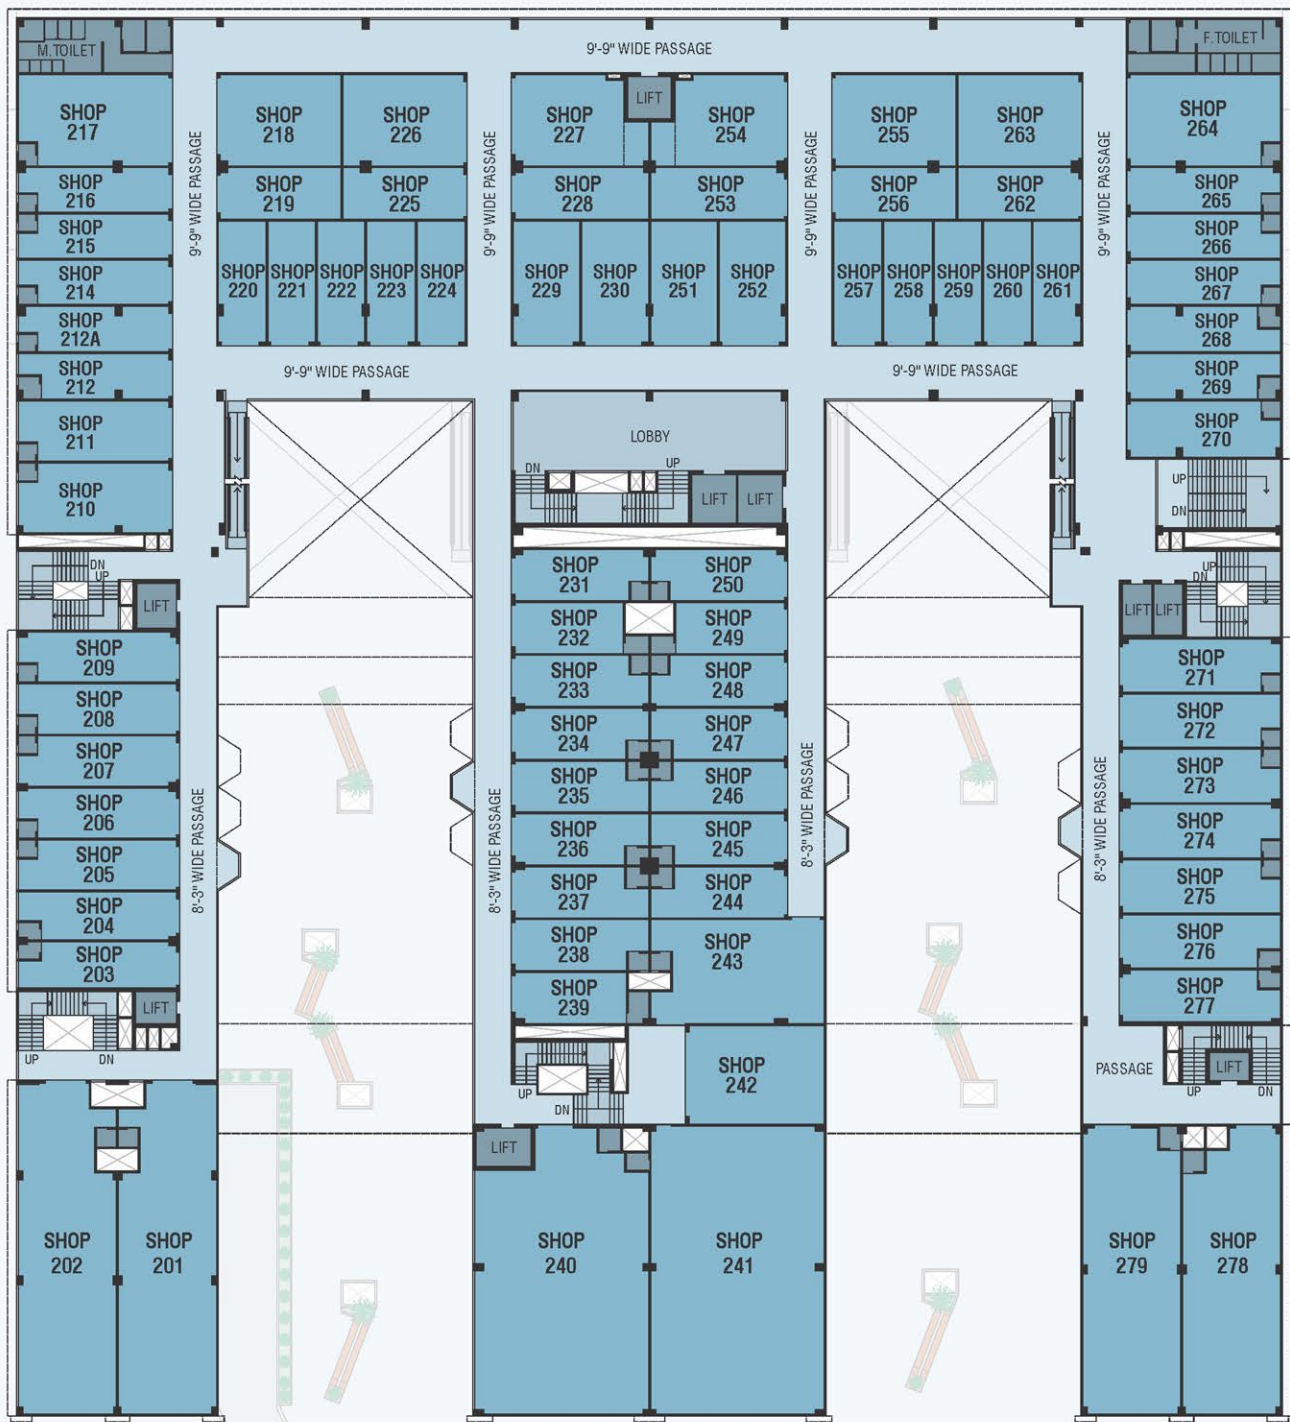 M.TOILET
9'-9" WIDE PASSAGE
F.TOILET
SHOP
217
SHOP
218
SHOP
226
SHOP
227
LIFT
SHOP
254
SHOP
255
SHOP
263
SHOP
264
9'-9" WIDE PASSAGE
9'-9" WIDE PASSAGE
9'-9" WIDE PASSAGE
9'-9" WIDE PASSAGE
SHOP
216
SHOP
219
SHOP
225
SHOP
228
SHOP
253
SHOP
256
SHOP
262
SHOP
265
SHOP
215
SHOP
266
SHOP
214
SHOP
220
SHOP
221
SHOP
222
SHOP
223
SHOP
224
SHOP
229
SHOP
230
SHOP
251
SHOP
252
SHOP
257
SHOP
258
SHOP
259
SHOP
260
SHOP
261
SHOP
267
SHOP
212A
SHOP
268
SHOP
212
9'-9" WIDE PASSAGE
9'-9" WIDE PASSAGE
SHOP
269
SHOP
211
LOBBY
SHOP
270
DN
UP
UP
SHOP
210
LIFT
LIFT
DN
DN
UP
LIFT
SHOP
231
SHOP
250
UP
DN
LIFT
LIFT
SHOP
232
SHOP
249
SHOP
209
SHOP
271
SHOP
233
SHOP
248
SHOP
208
SHOP
272
SHOP
234
SHOP
247
SHOP
207
SHOP
273
SHOP
235
SHOP
246
SHOP
206
SHOP
274
8'-3" WIDE PASSAGE
8'-3" WIDE PASSAGE
8'-3" WIDE PASSAGE
8'-3" WIDE PASSAGE
SHOP
236
SHOP
245
SHOP
205
SHOP
275
SHOP
237
SHOP
244
SHOP
204
SHOP
276
SHOP
238
SHOP
243
SHOP
203
SHOP
277
SHOP
239
LIFT
UP
DN
SHOP
242
PASSAGE
LIFT
UP
DN
UP
DN
LIFT
SHOP
202
SHOP
201
SHOP
240
SHOP
241
SHOP
279
SHOP
278